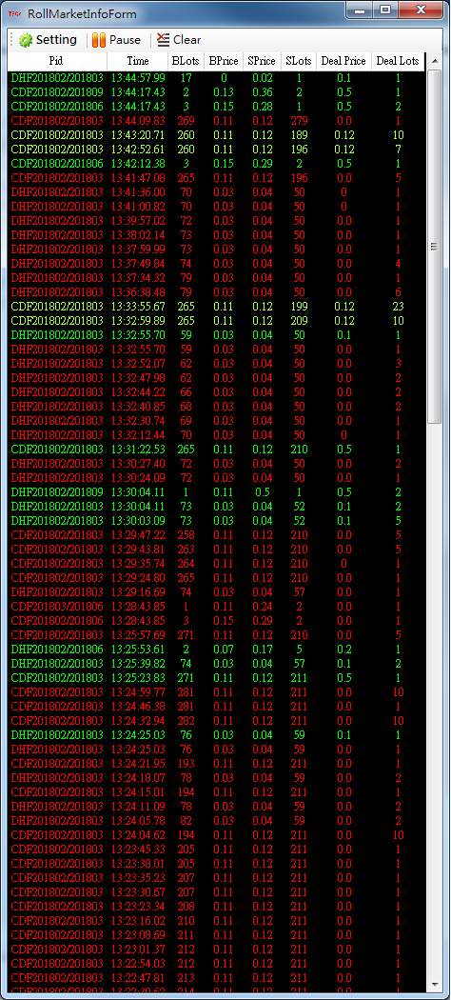 RollMarketInfoForm
Setting Pause Clear
Pid Time BLots BPrice SPrice SLots Deal Price Deal Lots
DHF201802/201803 13:44:57.99 17 0 0.02 1 0.1 1
CDF201802/201809 13:44:17.43 2 0.13 0.36 2 0.5 1
CDF201802/201806 13:44:17.43 3 0.15 0.28 1 0.5 2
CDF201802/201803 13:44:09.83 269 0.11 0.12 279 0.0 1
CDF201802/201803 13:43:20.71 260 0.11 0.12 189 0.12 10
CDF201802/201803 13:42:52.61 260 0.11 0.12 196 0.12 7
CDF201802/201806 13:42:12.38 3 0.15 0.29 2 0.5 1
CDF201802/201803 13:41:47.08 265 0.11 0.12 196 0.0 5
DHF201802/201803 13:41:36.00 70 0.03 0.04 50 0 1
DHF201802/201803 13:41:00.82 70 0.03 0.04 50 0 1
DHF201802/201803 13:39:57.02 72 0.03 0.04 50 0.0 1
DHF201802/201803 13:38:02.14 73 0.03 0.04 50 0.0 1
DHF201802/201803 13:37:59.99 73 0.03 0.04 50 0.0 1
DHF201802/201803 13:37:49.84 74 0.03 0.04 50 0.0 4
DHF201802/201803 13:37:34.32 79 0.03 0.04 50 0.0 1
DHF201802/201803 13:36:38.48 79 0.03 0.04 50 0.0 6
CDF201802/201803 13:33:55.67 265 0.11 0.12 199 0.12 23
CDF201802/201803 13:32:59.89 265 0.11 0.12 209 0.12 10
DHF201802/201803 13:32:55.70 59 0.03 0.04 50 0.1 1
DHF201802/201803 13:32:55.70 59 0.03 0.04 50 0.0 1
DHF201802/201803 13:32:52.07 62 0.03 0.04 50 0.0 3
DHF201802/201803 13:32:47.98 62 0.03 0.04 50 0.0 2
DHF201802/201803 13:32:44.22 66 0.03 0.04 50 0.0 2
DHF201802/201803 13:32:40.85 68 0.03 0.04 50 0.0 2
DHF201802/201803 13:32:30.74 69 0.03 0.04 50 0.0 1
DHF201802/201803 13:32:12.44 70 0.03 0.04 50 0 1
CDF201802/201803 13:31:22.53 265 0.11 0.12 210 0.5 1
DHF201802/201803 13:30:27.40 72 0.03 0.04 50 0.0 2
DHF201802/201803 13:30:24.09 72 0.03 0.04 50 0.0 1
DHF201802/201809 13:30:04.11 1 0.11 0.5 1 0.5 2
DHF201802/201803 13:30:04.11 73 0.03 0.04 52 0.1 2
DHF201802/201803 13:30:03.09 73 0.03 0.04 52 0.1 5
CDF201802/201803 13:29:47.22 258 0.11 0.12 210 0.0 5
CDF201802/201803 13:29:43.81 263 0.11 0.12 210 0.0 5
CDF201802/201803 13:29:35.74 264 0.11 0.12 210 0 1
CDF201802/201803 13:29:24.80 265 0.11 0.12 210 0.0 1
DHF201802/201803 13:29:16.69 74 0.03 0.04 57 0.0 1
CDF201803/201806 13:28:43.85 1 0.11 0.24 2 0.0 1
CDF201802/201806 13:28:43.85 3 0.15 0.29 2 0.0 1
CDF201802/201803 13:25:57.69 271 0.11 0.12 210 0.0 5
DHF201802/201806 13:25:53.61 2 0.07 0.17 5 0.2 1
DHF201802/201803 13:25:39.82 74 0.03 0.04 57 0.1 2
CDF201802/201803 13:25:23.83 271 0.11 0.12 211 0.5 1
CDF201802/201803 13:24:59.77 281 0.11 0.12 211 0.0 10
CDF201802/201803 13:24:46.38 281 0.11 0.12 211 0.0 1
CDF201802/201803 13:24:32.94 282 0.11 0.12 211 0.0 10
DHF201802/201803 13:24:25.03 76 0.03 0.04 59 0.1 1
DHF201802/201803 13:24:25.03 76 0.03 0.04 59 0.0 1
CDF201802/201803 13:24:21.95 193 0.11 0.12 211 0.0 1
DHF201802/201803 13:24:18.07 78 0.03 0.04 59 0.0 2
CDF201802/201803 13:24:15.01 194 0.11 0.12 211 0.0 1
DHF201802/201803 13:24:11.09 78 0.03 0.04 59 0.0 2
DHF201802/201803 13:24:05.78 82 0.03 0.04 59 0.0 2
CDF201802/201803 13:24:04.62 194 0.11 0.12 211 0.0 10
CDF201802/201803 13:23:45.33 205 0.11 0.12 211 0.0 1
CDF201802/201803 13:23:38.01 205 0.11 0.12 211 0.0 1
CDF201802/201803 13:23:35.23 207 0.11 0.12 211 0.0 1
CDF201802/201803 13:23:30.67 207 0.11 0.12 211 0.0 1
CDF201802/201803 13:23:23.34 208 0.11 0.12 211 0.0 1
CDF201802/201803 13:23:16.02 210 0.11 0.12 211 0.0 1
CDF201802/201803 13:23:08.69 211 0.11 0.12 211 0.0 1
CDF201802/201803 13:23:01.37 212 0.11 0.12 211 0.0 1
CDF201802/201803 13:22:54.03 212 0.11 0.12 211 0.0 1
CDF201802/201803 13:22:47.81 213 0.11 0.12 211 0.0 1